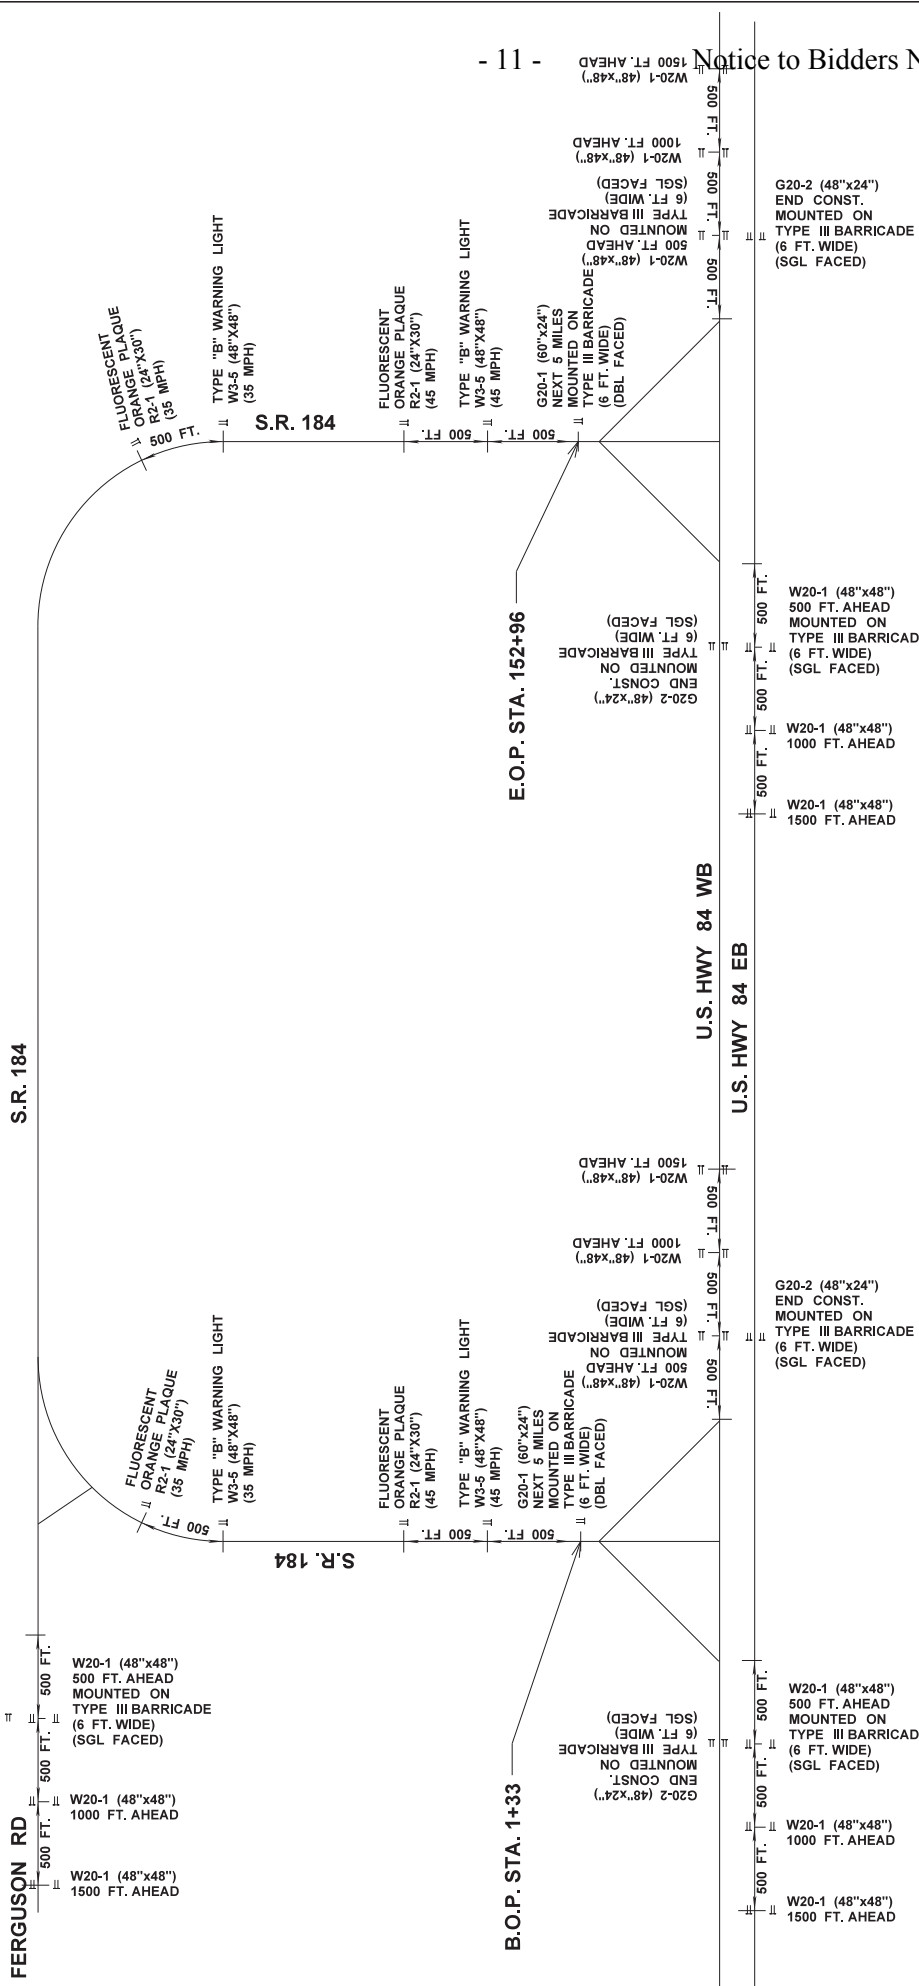 - 11 -
Notice to Bidders N
W20-1 (48"x48")
1500 FT. AHEAD
500 FT.
W20-1 (48"x48")
1000 FT. AHEAD
500 FT.
W20-1 (48"x48")
500 FT. AHEAD
MOUNTED ON
TYPE III BARRICADE
(6 FT. WIDE)
(SGL FACED)
500 FT.
G20-2 (48"x24")
END CONST.
MOUNTED ON
TYPE III BARRICADE
(6 FT. WIDE)
(SGL FACED)
FLUORESCENT
ORANGE PLAQUE
R2-1 (24"X30")
(35 MPH)
500 FT.
TYPE "B" WARNING LIGHT
W3-5 (48"X48")
(35 MPH)
S.R. 184
FLUORESCENT
ORANGE PLAQUE
R2-1 (24"X30")
(45 MPH)
500 FT.
TYPE "B" WARNING LIGHT
W3-5 (48"X48")
(45 MPH)
500 FT.
G20-1 (60"x24")
NEXT 5 MILES
MOUNTED ON
TYPE III BARRICADE
(6 FT. WIDE)
(DBL FACED)
E.O.P. STA. 152+96
G20-2 (48"x24")
END CONST.
MOUNTED ON
TYPE III BARRICADE
(6 FT. WIDE)
(SGL FACED)
500 FT.
W20-1 (48"x48")
500 FT. AHEAD
MOUNTED ON
TYPE III BARRICAD
(6 FT. WIDE)
(SGL FACED)
500 FT.
W20-1 (48"x48")
1000 FT. AHEAD
500 FT.
W20-1 (48"x48")
1500 FT. AHEAD
U.S. HWY 84 WB
U.S. HWY 84 EB
S.R. 184
W20-1 (48"x48")
1500 FT. AHEAD
500 FT.
W20-1 (48"x48")
1000 FT. AHEAD
500 FT.
W20-1 (48"x48")
500 FT. AHEAD
MOUNTED ON
TYPE III BARRICADE
(6 FT. WIDE)
(SGL FACED)
500 FT.
G20-2 (48"x24")
END CONST.
MOUNTED ON
TYPE III BARRICADE
(6 FT. WIDE)
(SGL FACED)
FLUORESCENT
ORANGE PLAQUE
R2-1 (24"X30")
(35 MPH)
500 FT.
TYPE "B" WARNING LIGHT
W3-5 (48"X48")
(35 MPH)
S.R. 184
FLUORESCENT
ORANGE PLAQUE
R2-1 (24"X30")
(45 MPH)
500 FT.
TYPE "B" WARNING LIGHT
W3-5 (48"X48")
(45 MPH)
500 FT.
G20-1 (60"x24")
NEXT 5 MILES
MOUNTED ON
TYPE III BARRICADE
(6 FT. WIDE)
(DBL FACED)
B.O.P. STA. 1+33
500 FT.
W20-1 (48"x48")
500 FT. AHEAD
MOUNTED ON
TYPE III BARRICADE
(6 FT. WIDE)
(SGL FACED)
500 FT.
W20-1 (48"x48")
1000 FT. AHEAD
500 FT.
W20-1 (48"x48")
1500 FT. AHEAD
FERGUSON RD
G20-2 (48"x24")
END CONST.
MOUNTED ON
TYPE III BARRICADE
(6 FT. WIDE)
(SGL FACED)
500 FT.
W20-1 (48"x48")
500 FT. AHEAD
MOUNTED ON
TYPE III BARRICAD
(6 FT. WIDE)
(SGL FACED)
500 FT.
W20-1 (48"x48")
1000 FT. AHEAD
500 FT.
W20-1 (48"x48")
1500 FT. AHEAD